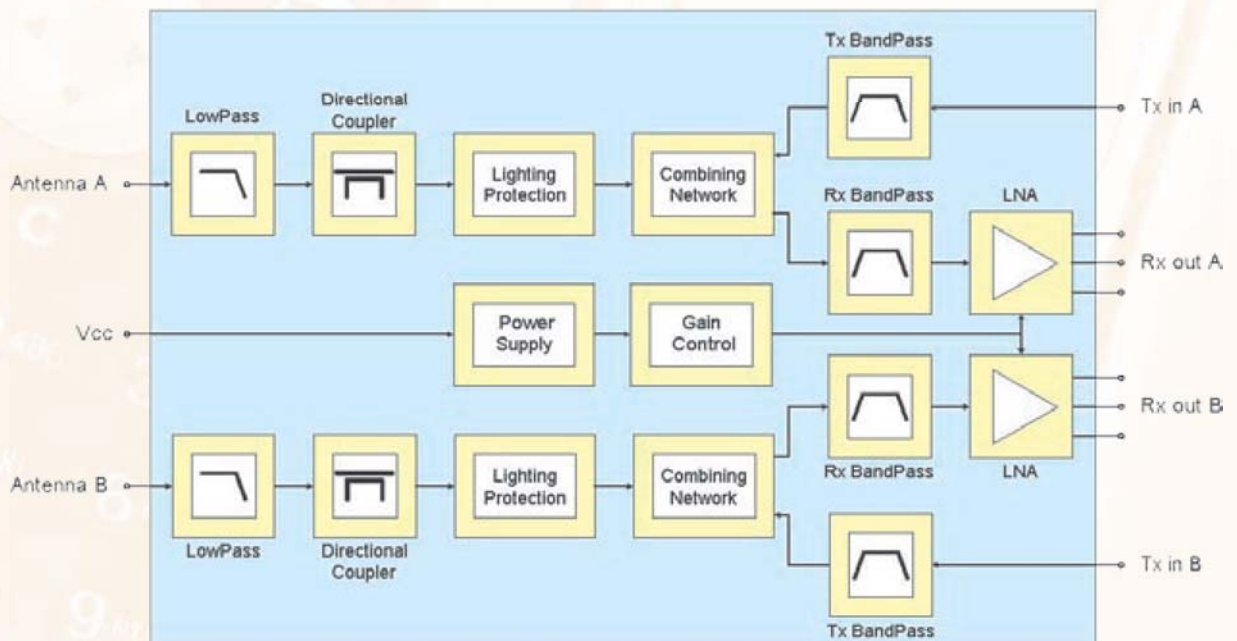 Tx BandPass
Tx in A
LowPass
Directional
Coupler
Antenna A
Lighting
Protection
Combining
Network
Rx BandPass
LNA
Rx out A
Vcc
Power
Supply
Gain
Control
Antenna B
LowPass
Directional
Coupler
Lighting
Protection
Combining
Network
Rx BandPass
LNA
Rx out B
Tx in B
Tx BandPass
C
6
9